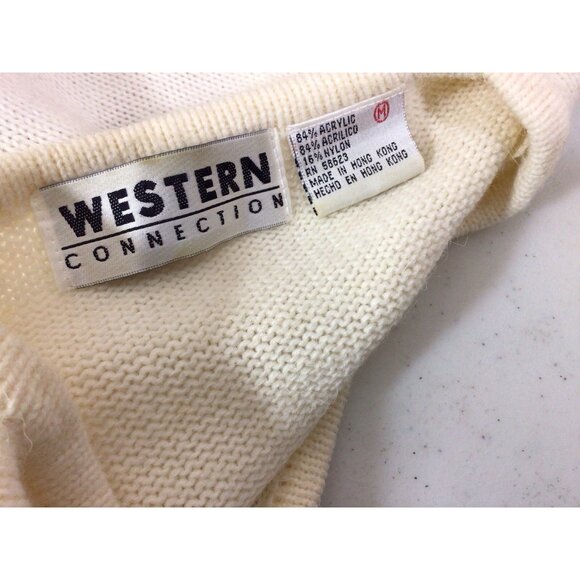 WESTERN
CONNECTION
M
84% ACRYLIC
84% ACRILICO
16% NYLON
RN 58623
MADE IN HONG KONG
HECHO EN HONG KONG